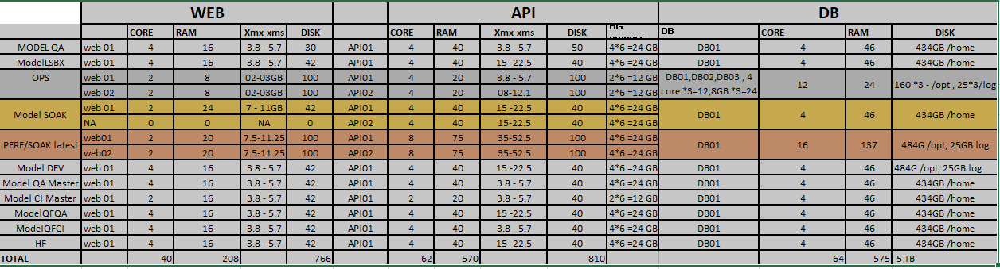 WEB API DB
CORE RAM Xmx-xms DISK CORE RAM Xmx-xms DISK BG process DB CORE RAM DISK
MODEL QA web 01 4 16 3.8 - 5.7 30 API01 4 40 3.8 - 5.7 50 4*6 =24 GB DB01 4 46 434GB /home
ModelLSBX web 01 4 16 3.8 - 5.7 42 API01 4 40 15 -22.5 40 4*6 =24 GB DB01 4 46 434GB /home
OPS web 01 2 8 02-03GB 100 API01 4 20 3.8 - 5.7 100 2*6 =12 GB DB01,DB02,DB03 , 4 core *3=12,8GB *3=24 12 24 160 *3 - /opt , 25*3/log
web 02 2 8 02-03GB 100 API02 4 20 08-12.1 100 2*6 =12 GB
Model SOAK web 01 2 24 7 - 11GB 42 API01 4 40 15 -22.5 40 4*6 =24 GB DB01 4 46 434GB /home
NA 0 0 NA 0 API02 4 40 15-22.5 40 4*6 =24 GB
PERF/SOAK latest web01 2 20 7.5-11.25 100 API01 8 75 35-52.5 100 4*6 =24 GB DB01 16 137 484G /opt, 25GB log
web02 2 20 7.5-11.25 100 API02 8 75 35-52.5 100 4*6 =24 GB
Model DEV web 01 4 16 3.8 - 5.7 42 API01 4 40 15 -22.5 40 4*6 =24 GB DB01 4 46 484G /opt, 25GB log
Model QA Master web 01 4 16 3.8 - 5.7 42 API01 4 40 3.8 - 5.7 40 4*6 =24 GB DB01 4 46 434GB /home
Model CI Master web 01 2 16 3.8 - 5.7 42 API01 2 20 3.8 - 5.7 40 2*6 =12 GB DB01 4 46 434GB /home
ModelQFQA web 01 4 16 3.8 - 5.7 42 API01 4 40 15 -22.5 40 4*6 =24 GB DB01 4 46 434GB /home
ModelQFCI web 01 4 16 3.8 - 5.7 42 API01 4 40 3.8 - 5.7 40 4*6 =24 GB DB01 4 46 434GB /home
HF web 01 4 16 3.8 - 5.7 42 API01 4 40 15 -22.5 40 4*6 =24 GB DB01 4 46 434GB /home
TOTAL 40 208 766 62 570 810 64 575 5 TB